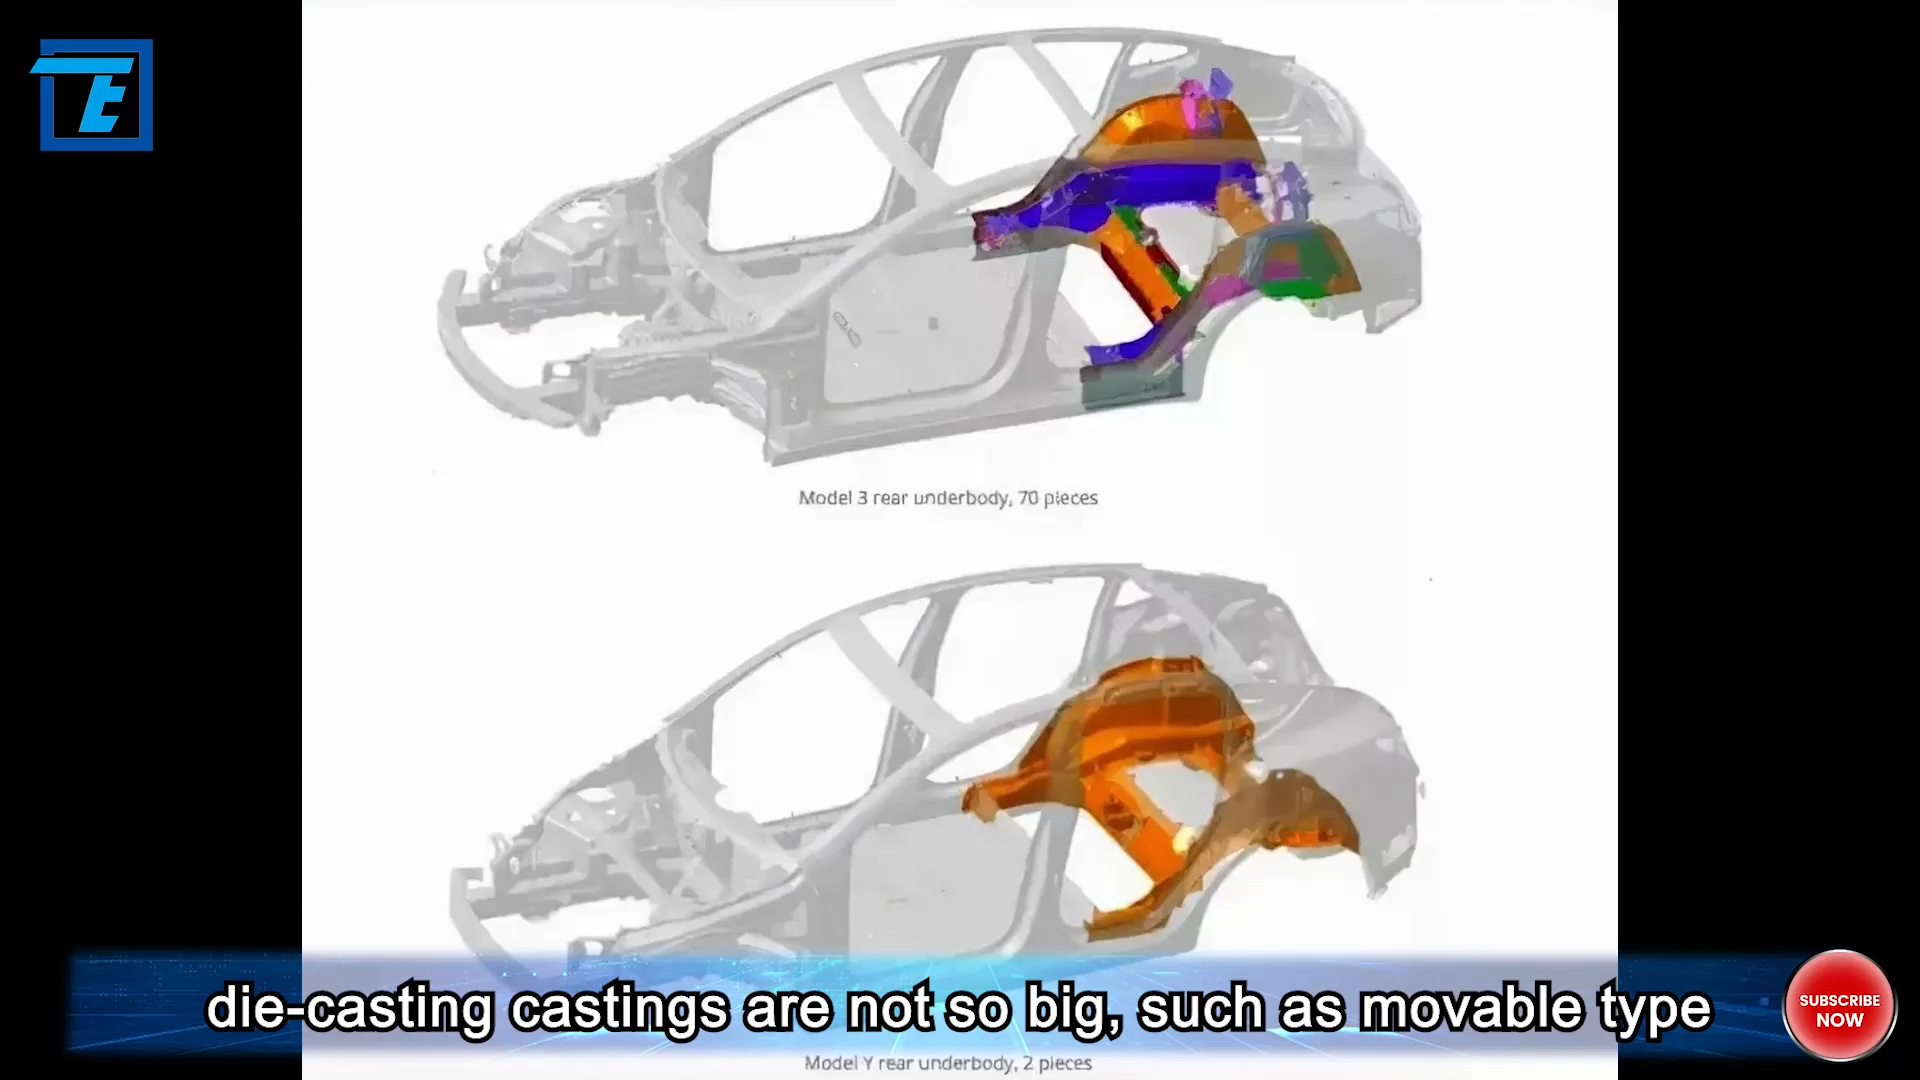 TE
Model 3 rear underbody, 70 pieces
die-casting castings are not so big, such as movable type
SUBSCRIBE
NOW
Model Y rear underbody, 2 pieces